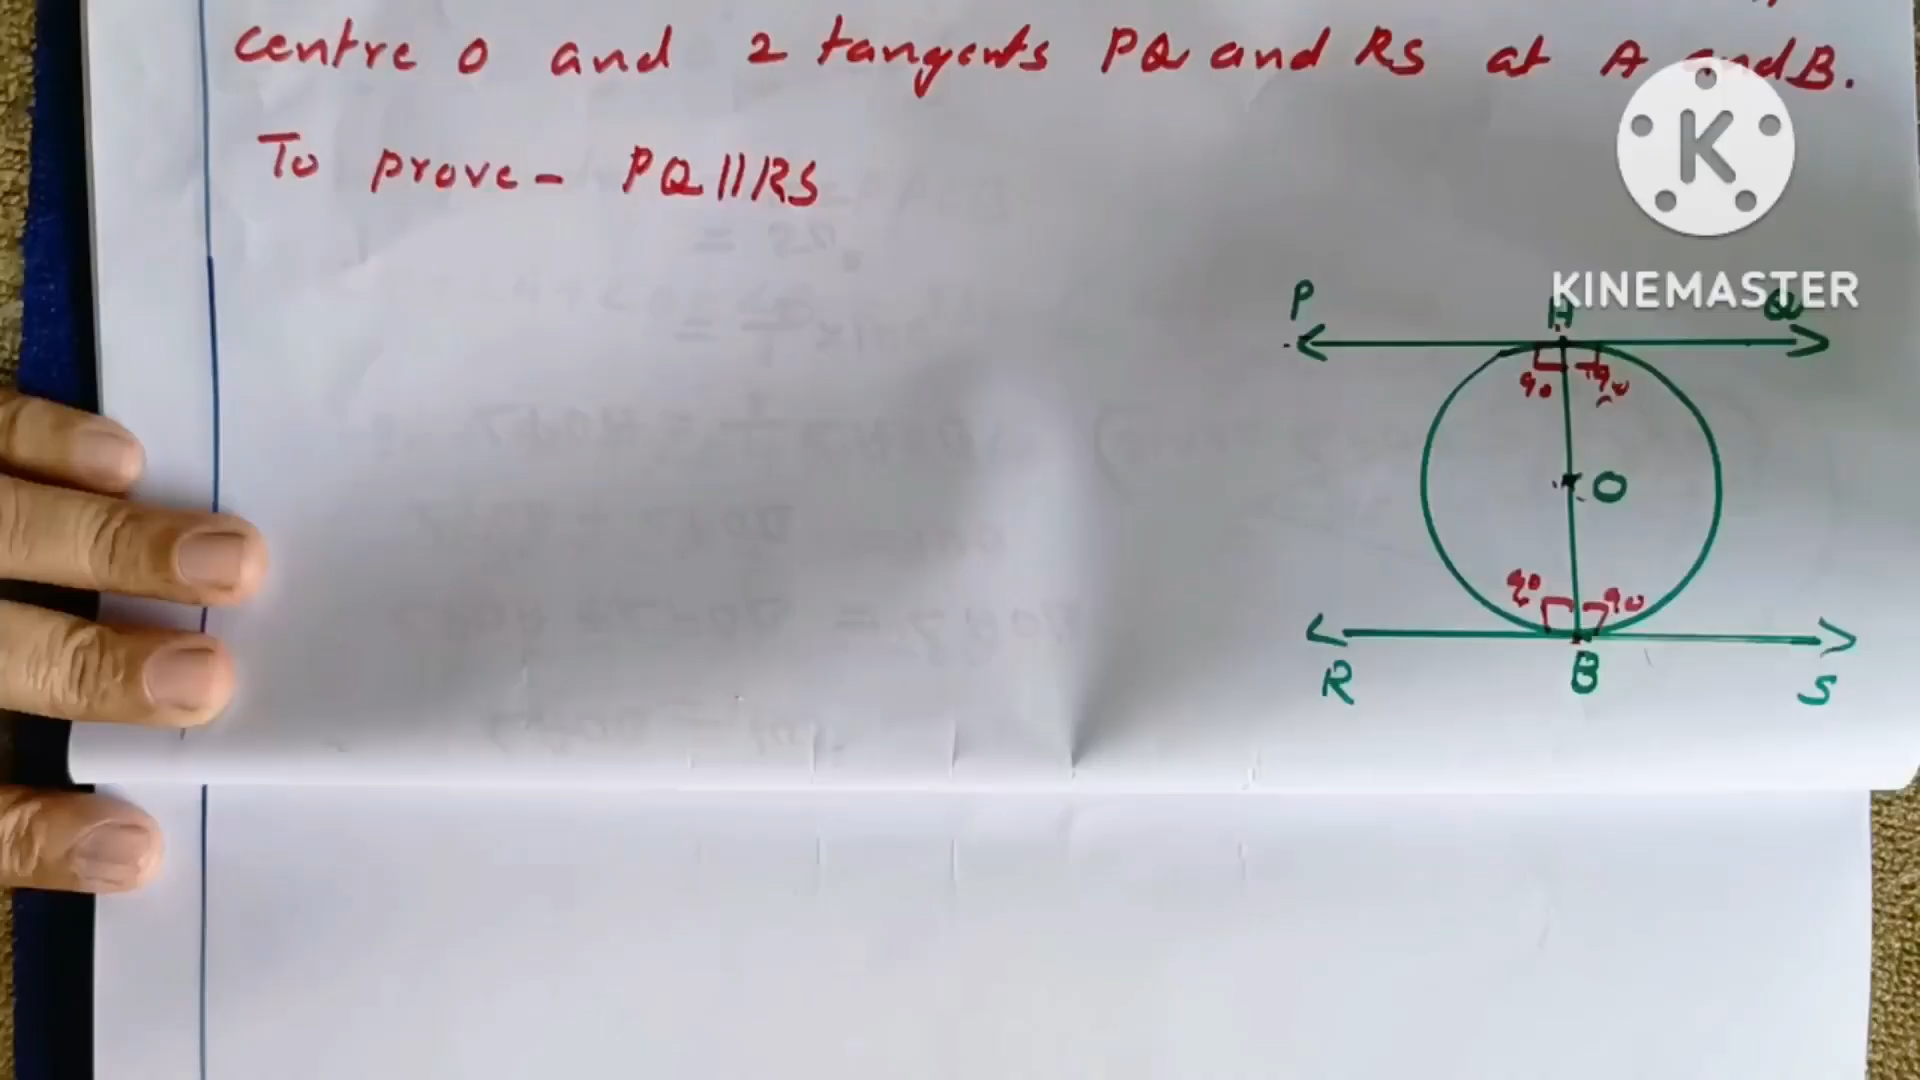 centre O and 2 tangents PQ and RS at A and B.
To prove - PQ || RS
K
KINEMASTER
P A Q
90 90
O
90 90
R B S